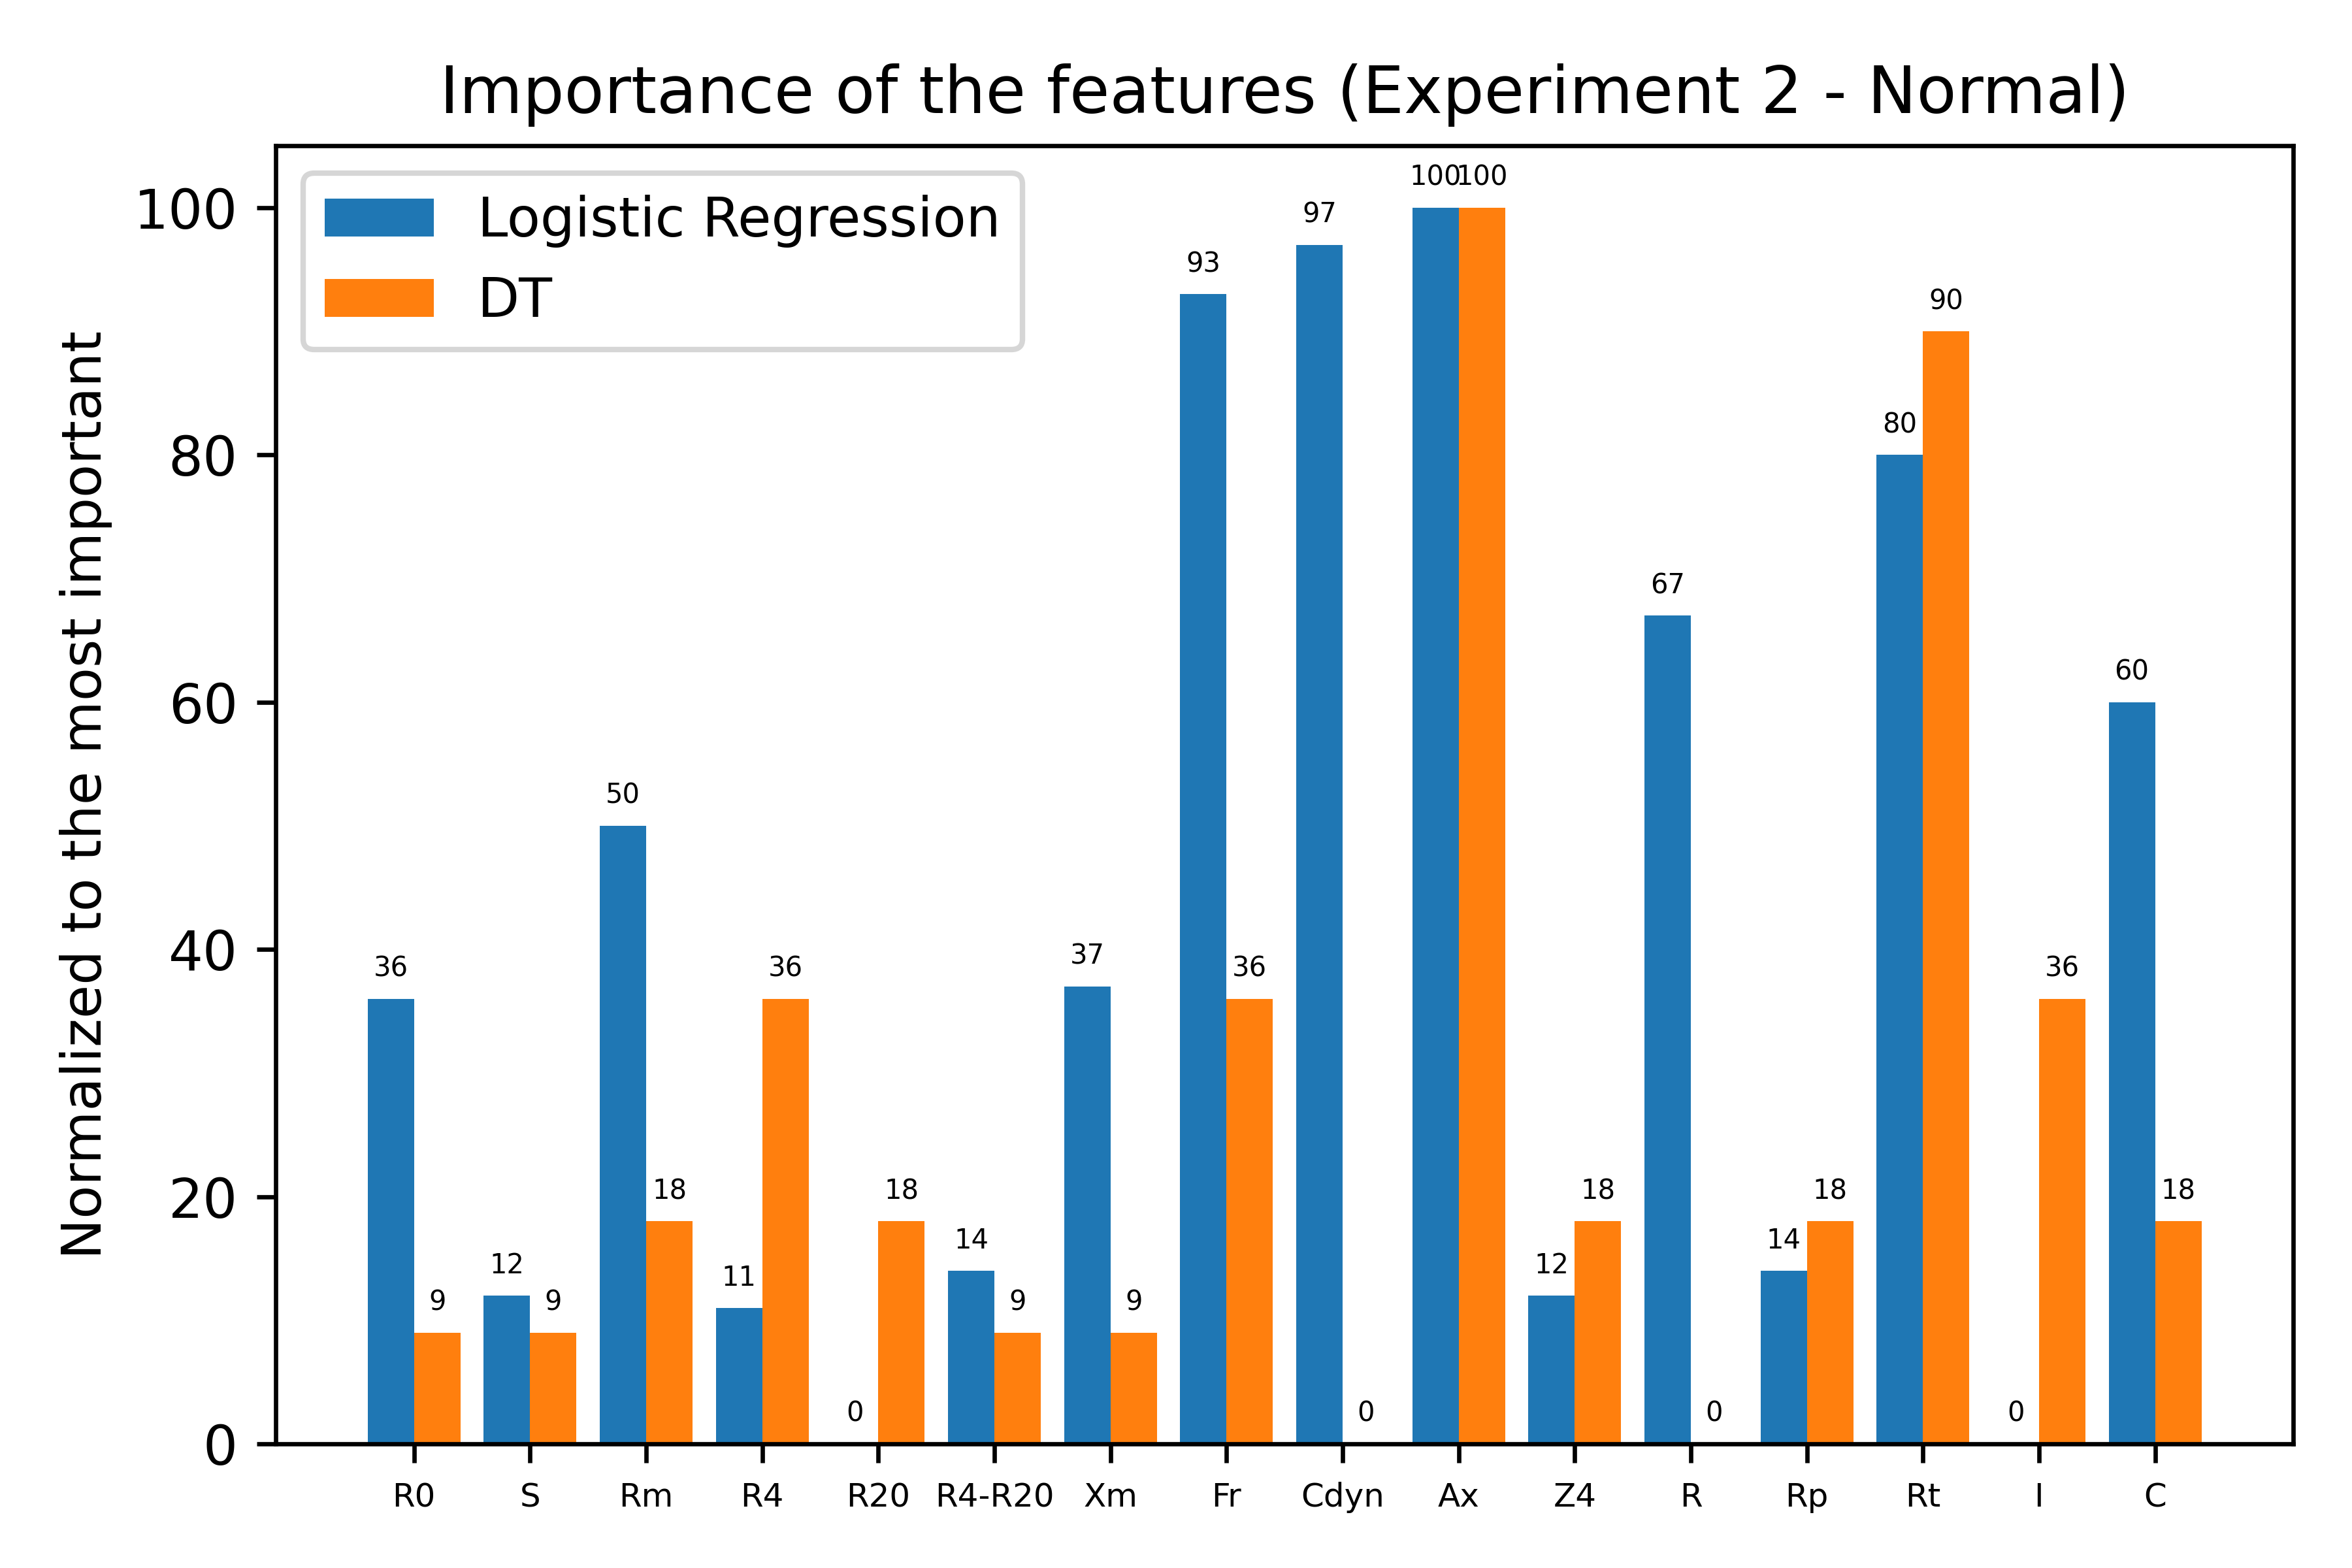 Importance of the features (Experiment 2 - Normal)
Normalized to the most important
100
80
60
40
20
0
Logistic Regression
DT
36
9
12
9
50
18
11
36
0
18
14
9
37
9
93
36
97
0
100
100
12
18
67
0
14
18
80
90
0
36
60
18
R0
S
Rm
R4
R20
R4-R20
Xm
Fr
Cdyn
Ax
Z4
R
Rp
Rt
I
C